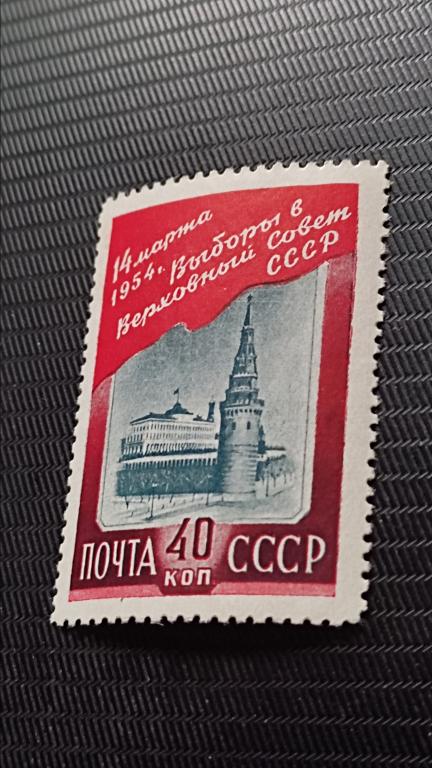 14 марта
1954 г. Выборы в
Верховный Совет
СССР
ПОЧТА 40 СССР
КОП.